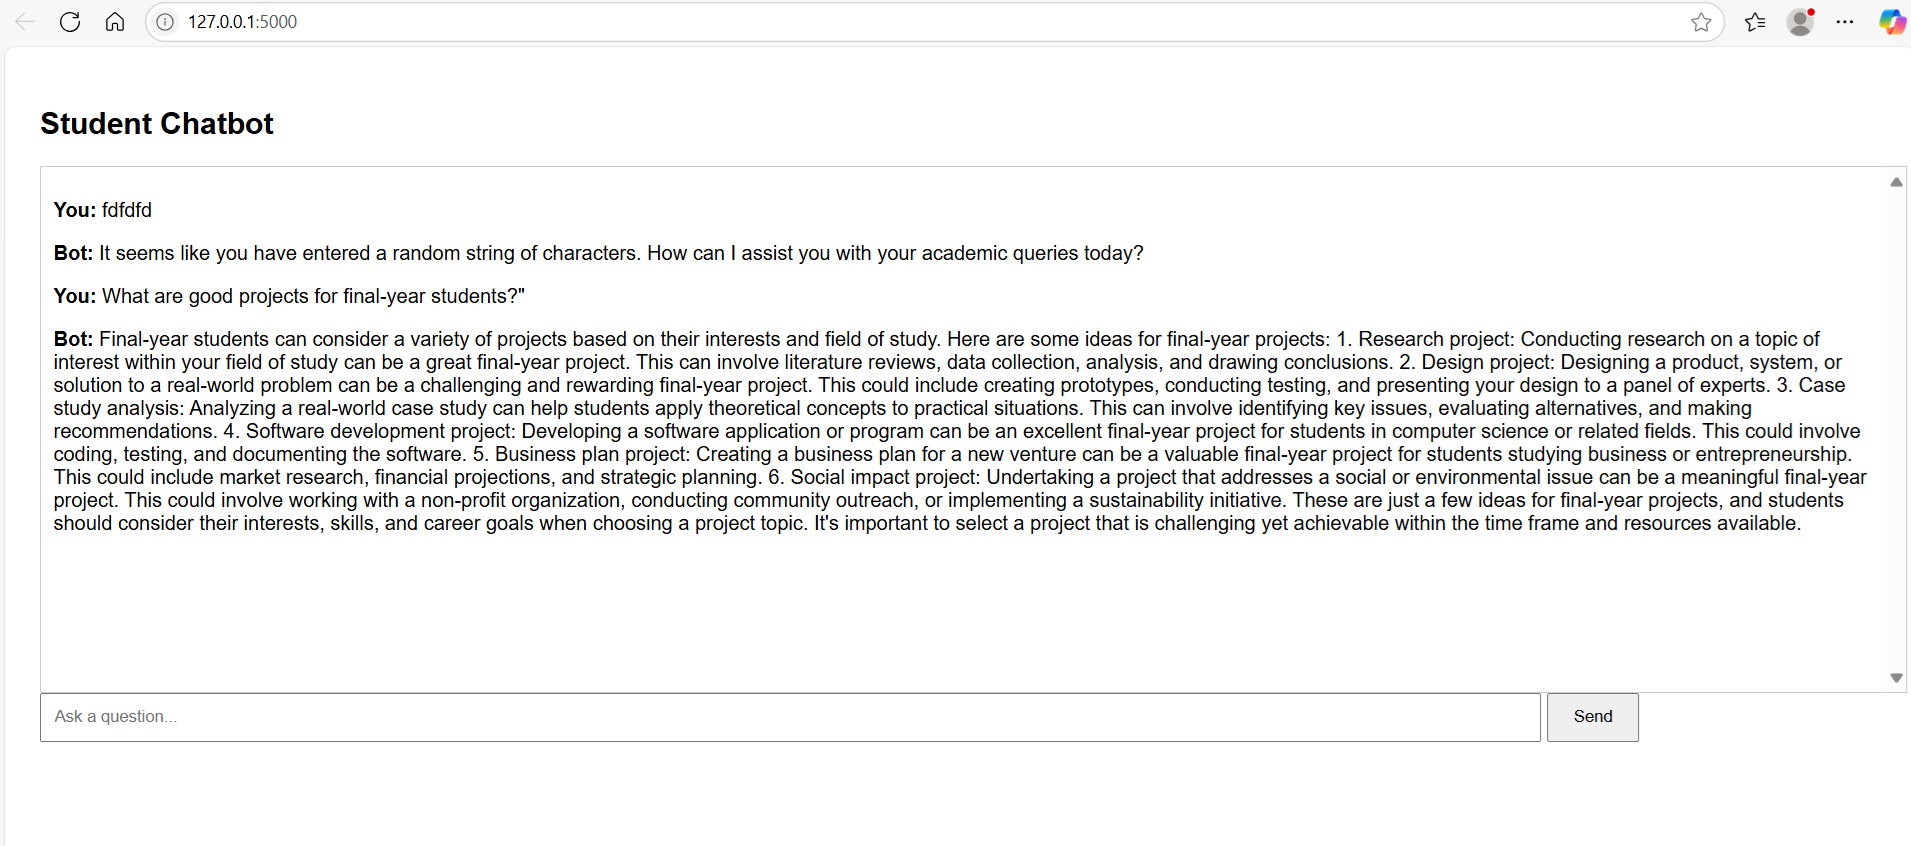 127.0.0.1:5000
Student Chatbot
You: fdfdfd
Bot: It seems like you have entered a random string of characters. How can I assist you with your academic queries today?
You: What are good projects for final-year students?"
Bot: Final-year students can consider a variety of projects based on their interests and field of study. Here are some ideas for final-year projects: 1. Research project: Conducting research on a topic of
interest within your field of study can be a great final-year project. This can involve literature reviews, data collection, analysis, and drawing conclusions. 2. Design project: Designing a product, system, or
solution to a real-world problem can be a challenging and rewarding final-year project. This could include creating prototypes, conducting testing, and presenting your design to a panel of experts. 3. Case
study analysis: Analyzing a real-world case study can help students apply theoretical concepts to practical situations. This can involve identifying key issues, evaluating alternatives, and making
recommendations. 4. Software development project: Developing a software application or program can be an excellent final-year project for students in computer science or related fields. This could involve
coding, testing, and documenting the software. 5. Business plan project: Creating a business plan for a new venture can be a valuable final-year project for students studying business or entrepreneurship.
This could include market research, financial projections, and strategic planning. 6. Social impact project: Undertaking a project that addresses a social or environmental issue can be a meaningful final-year
project. This could involve working with a non-profit organization, conducting community outreach, or implementing a sustainability initiative. These are just a few ideas for final-year projects, and students
should consider their interests, skills, and career goals when choosing a project topic. It's important to select a project that is challenging yet achievable within the time frame and resources available.
Ask a question...
Send